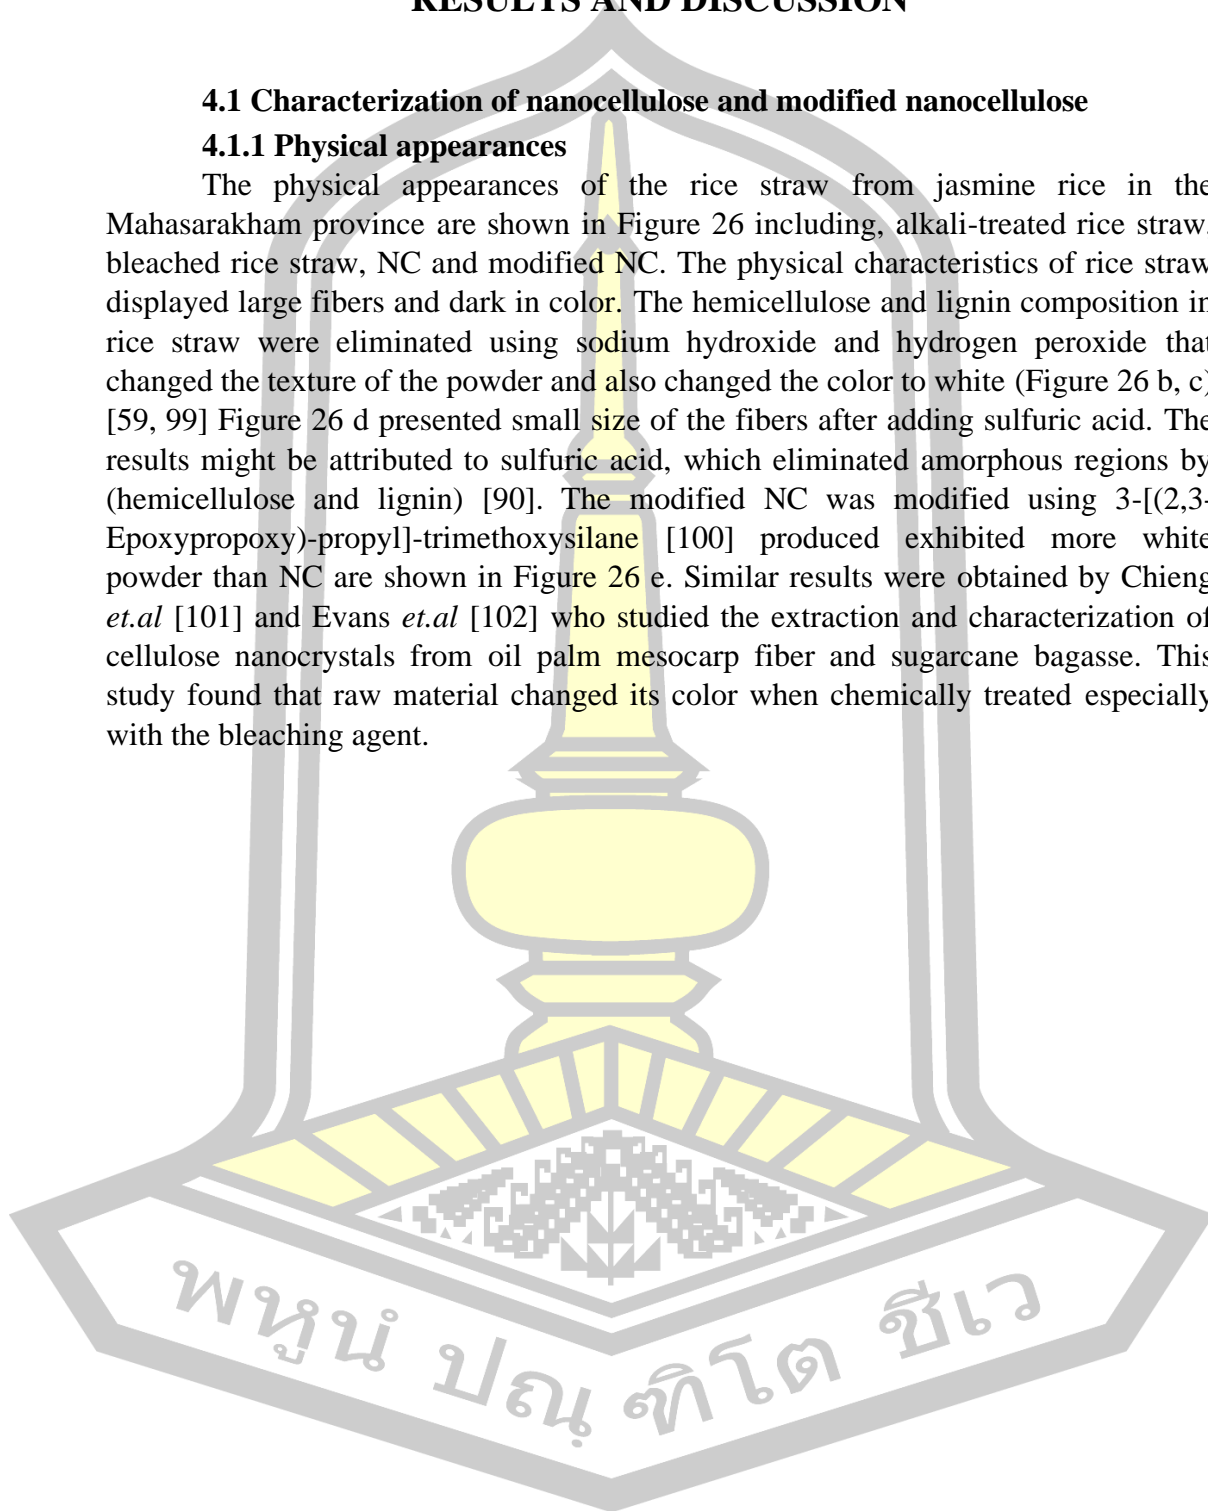 RESULTS AND DISCUSSION
4.1 Characterization of nanocellulose and modified nanocellulose
4.1.1 Physical appearances
The physical appearances of the rice straw from jasmine rice in the
Mahasarakham province are shown in Figure 26 including, alkali-treated rice straw,
bleached rice straw, NC and modified NC. The physical characteristics of rice straw
displayed large fibers and dark in color. The hemicellulose and lignin composition in
rice straw were eliminated using sodium hydroxide and hydrogen peroxide that
changed the texture of the powder and also changed the color to white (Figure 26 b, c)
[59, 99] Figure 26 d presented small size of the fibers after adding sulfuric acid. The
results might be attributed to sulfuric acid, which eliminated amorphous regions by
(hemicellulose and lignin) [90]. The modified NC was modified using 3-[(2,3-
Epoxypropoxy)-propyl]-trimethoxysilane [100] produced exhibited more white
powder than NC are shown in Figure 26 e. Similar results were obtained by Chieng
et.al [101] and Evans et.al [102] who studied the extraction and characterization of
cellulose nanocrystals from oil palm mesocarp fiber and sugarcane bagasse. This
study found that raw material changed its color when chemically treated especially
with the bleaching agent.
พหูนํ ปณฺฑิโต ชีเว